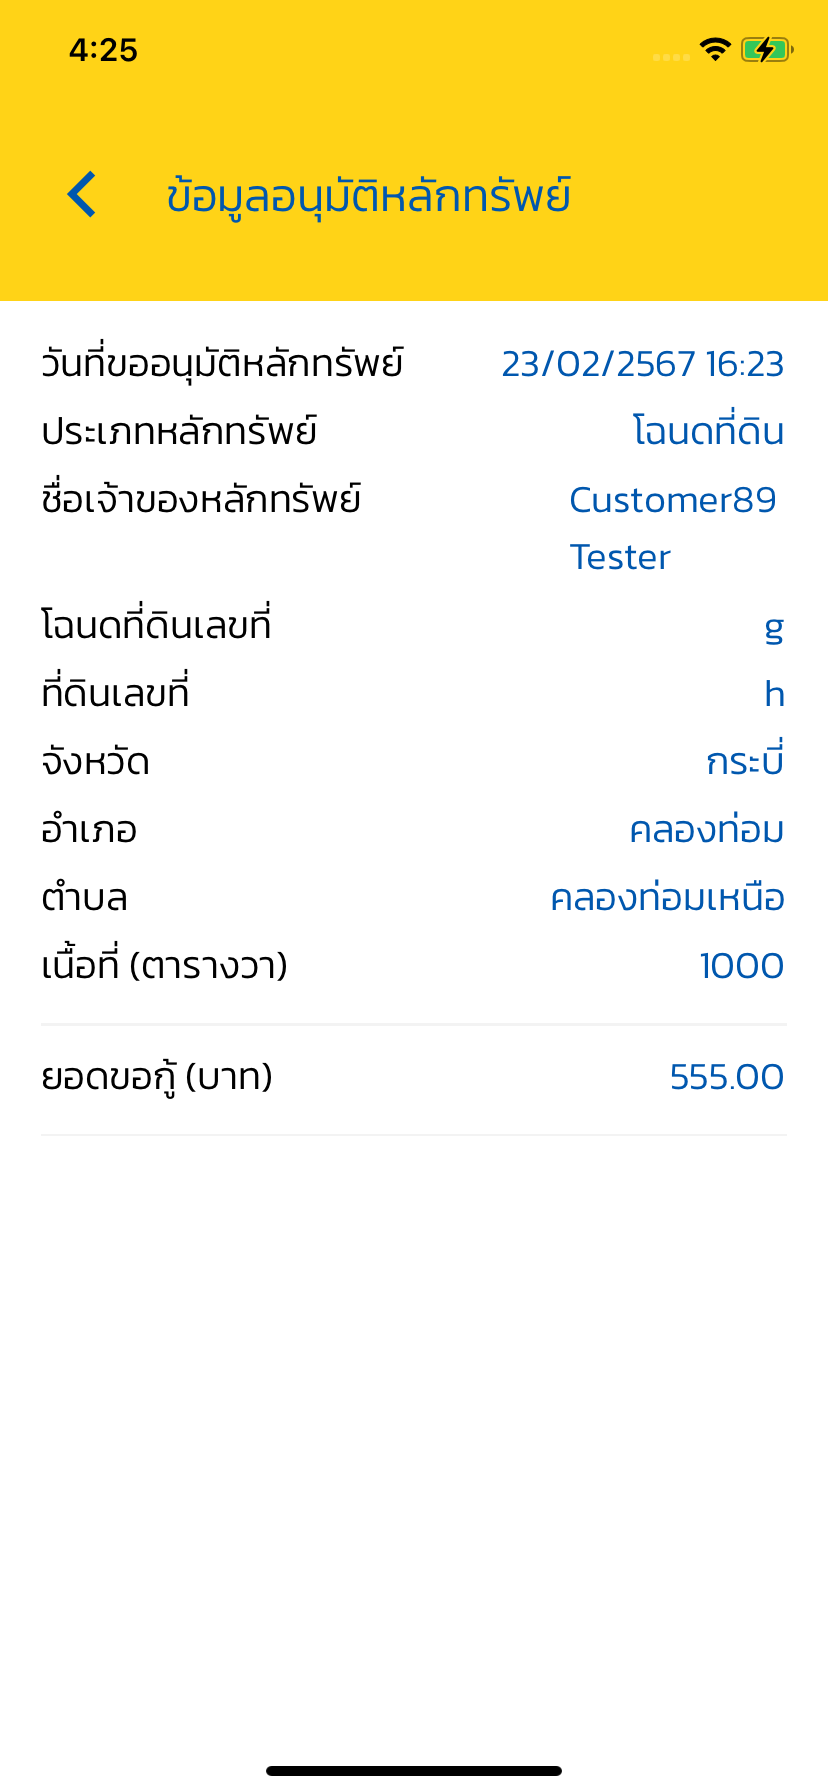 4:25
ข้อมูลอนุมัติหลักทรัพย์
วันที่ขออนุมัติหลักทรัพย์ 23/02/2567 16:23
ประเภทหลักทรัพย์ โฉนดที่ดิน
ชื่อเจ้าของหลักทรัพย์ Customer89
Tester
โฉนดที่ดินเลขที่ g
ที่ดินเลขที่ h
จังหวัด กระบี่
อำเภอ คลองท่อม
ตำบล คลองท่อมเหนือ
เนื้อที่ (ตารางวา) 1000
ยอดขอกู้ (บาท) 555.00